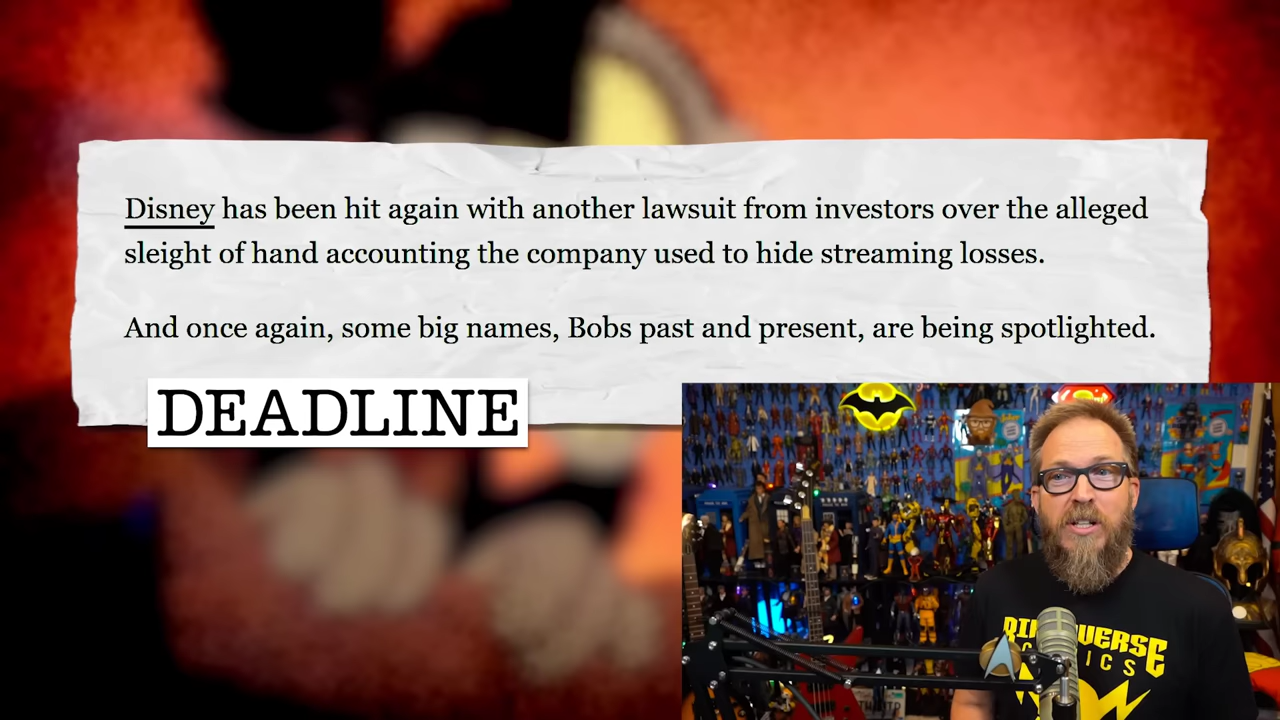 Disney has been hit again with another lawsuit from investors over the alleged
sleight of hand accounting the company used to hide streaming losses.
And once again, some big names, Bobs past and present, are being spotlighted.
DEADLINE